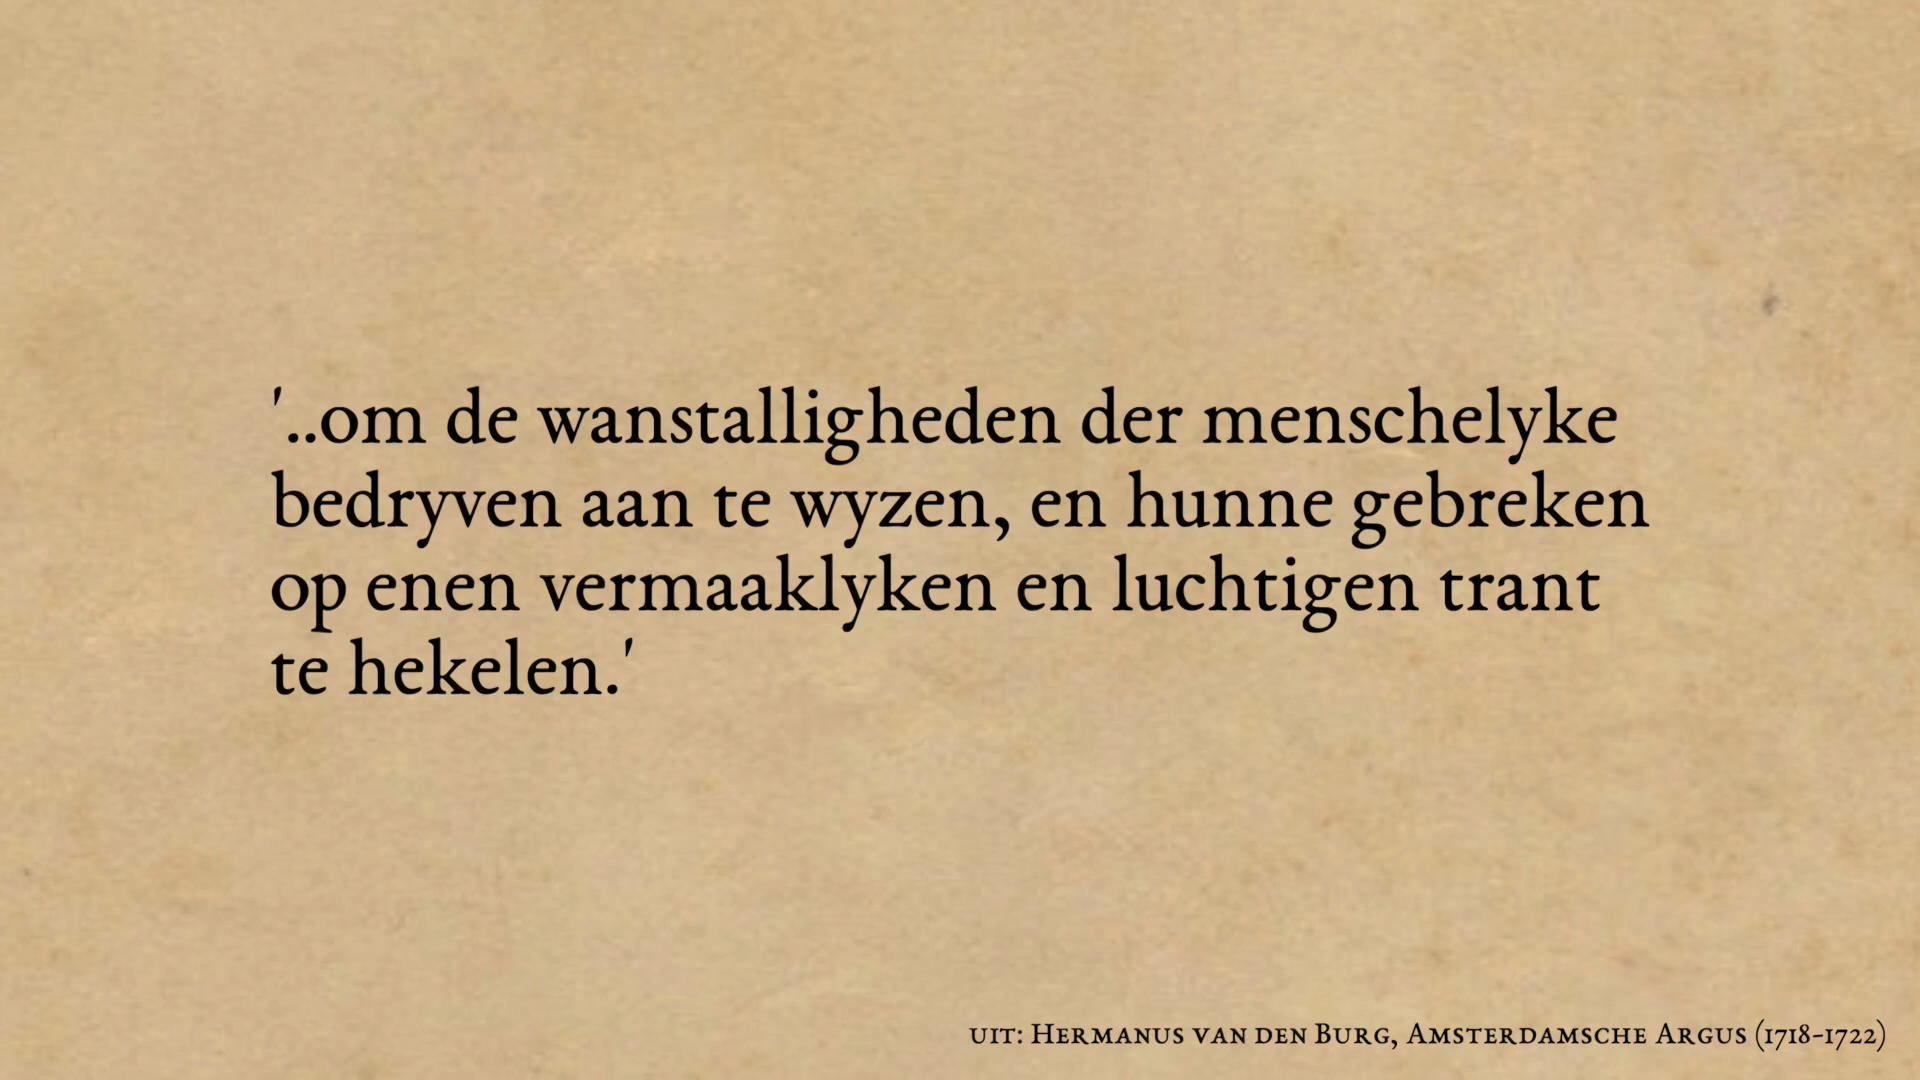 '..om de wanstalligheden der menschelyke
bedryven aan te wyzen, en hunne gebreken
op enen vermaaklyken en luchtigen trant
te hekelen.'
uit: Hermanus van den Burg, Amsterdamsche Argus (1718-1722)